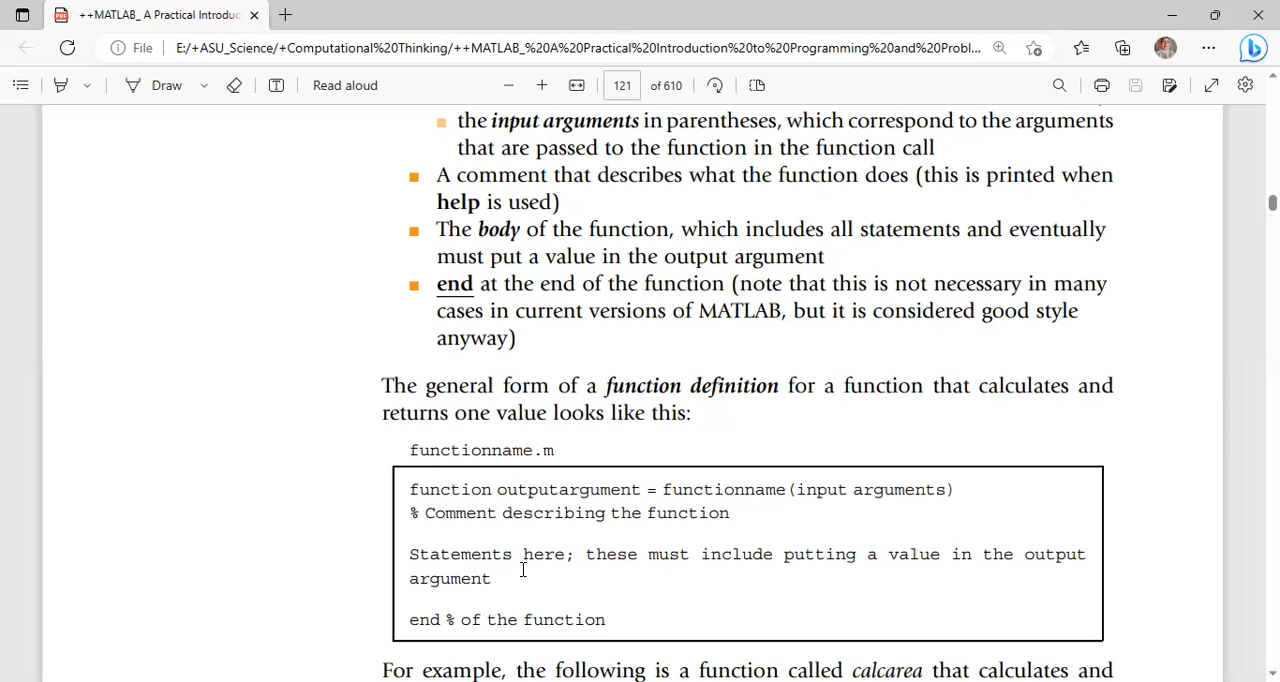 ++MATLAB_ A Practical Introduc
File
E:/+ASU_Science/+Computational%20Thinking/++MATLAB_%20A%20Practical%20Introduction%20to%20Programming%20and%20Probl...
Draw
Read aloud
121 of 610
the input arguments in parentheses, which correspond to the arguments
that are passed to the function in the function call
A comment that describes what the function does (this is printed when
help is used)
The body of the function, which includes all statements and eventually
must put a value in the output argument
end at the end of the function (note that this is not necessary in many
cases in current versions of MATLAB, but it is considered good style
anyway)
The general form of a function definition for a function that calculates and
returns one value looks like this:
functionname.m
function outputargument = functionname(input arguments)
% Comment describing the function
Statements here; these must include putting a value in the output
argument
end % of the function
For example, the following is a function called calcarea that calculates and